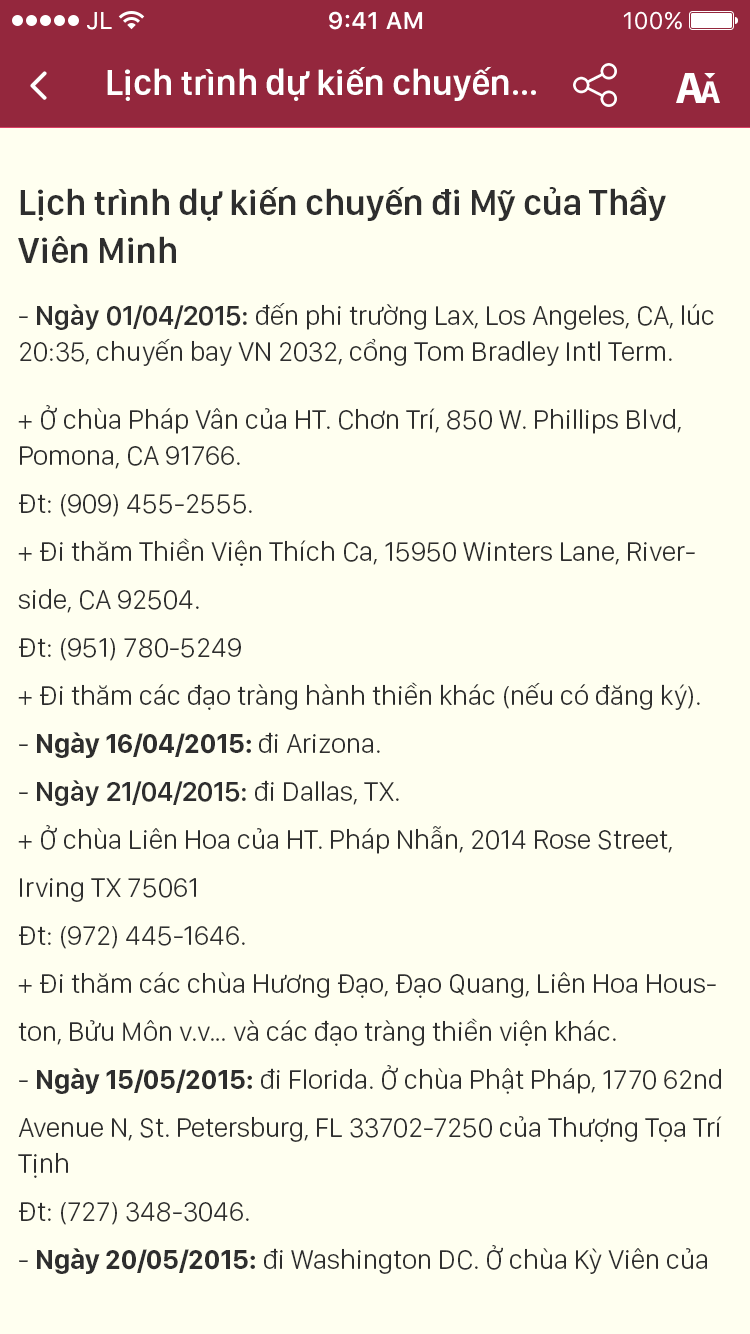 JL 9:41 AM 100%
Lịch trình dự kiến chuyến... AA
Lịch trình dự kiến chuyến đi Mỹ của Thầy
Viên Minh
- Ngày 01/04/2015: đến phi trường Lax, Los Angeles, CA, lúc
20:35, chuyến bay VN 2032, cổng Tom Bradley Intl Term.
+ Ở chùa Pháp Vân của HT. Chơn Trí, 850 W. Phillips Blvd,
Pomona, CA 91766.
Đt: (909) 455-2555.
+ Đi thăm Thiền Viện Thích Ca, 15950 Winters Lane, River-
side, CA 92504.
Đt: (951) 780-5249
+ Đi thăm các đạo tràng hành thiền khác (nếu có đăng ký).
- Ngày 16/04/2015: đi Arizona.
- Ngày 21/04/2015: đi Dallas, TX.
+ Ở chùa Liên Hoa của HT. Pháp Nhẫn, 2014 Rose Street,
Irving TX 75061
Đt: (972) 445-1646.
+ Đi thăm các chùa Hương Đạo, Đạo Quang, Liên Hoa Hous-
ton, Bửu Môn v.v... và các đạo tràng thiền viện khác.
- Ngày 15/05/2015: đi Florida. Ở chùa Phật Pháp, 1770 62nd
Avenue N, St. Petersburg, FL 33702-7250 của Thượng Tọa Trí
Tịnh
Đt: (727) 348-3046.
- Ngày 20/05/2015: đi Washington DC. Ở chùa Kỳ Viên của